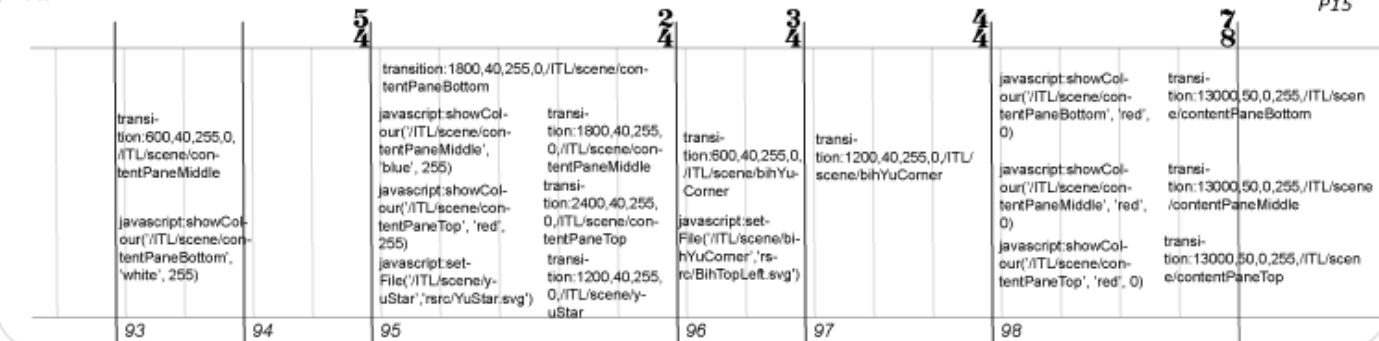 P15
5
4
2
4
3
4
4
4
7
8
transi-
tion:600,40,255,0,
/ITL/scene/con-
tentPaneMiddle
javascript:showCol-
our('/ITL/scene/con-
tentPaneBottom',
'white', 255)
transition:1800,40,255,0,/ITL/scene/con-
tentPaneBottom
javascript:showCol-
our('/ITL/scene/con-
tentPaneMiddle',
'blue', 255)
transi-
tion:1800,40,255,
0,/ITL/scene/con-
tentPaneMiddle
javascript:showCol-
our('/ITL/scene/con-
tentPaneTop', 'red',
255)
transi-
tion:2400,40,255,
0,/ITL/scene/con-
tentPaneTop
javascript:set-
File('/ITL/scene/y-
uStar','rsrc/YuStar.svg')
transi-
tion:1200,40,255,
0,/ITL/scene/y-
uStar
transi-
tion:600,40,255,0,
/ITL/scene/bihYu-
Corner
javascript:set-
File('/ITL/scene/bi-
hYuCorner','rs-
rc/BihTopLeft.svg')
transi-
tion:1200,40,255,0,/ITL/
scene/bihYuCorner
javascript:showCol-
our('/ITL/scene/con-
tentPaneBottom', 'red',
0)
transi-
tion:13000,50,0,255,/ITL/scen
e/contentPaneBottom
javascript:showCol-
our('/ITL/scene/con-
tentPaneMiddle', 'red',
0)
transi-
tion:13000,50,0,255,/ITL/scene
/contentPaneMiddle
javascript:showCol-
our('/ITL/scene/con-
tentPaneTop', 'red', 0)
transi-
tion:13000,50,0,255,/ITL/scen
e/contentPaneTop
93
94
95
96
97
98